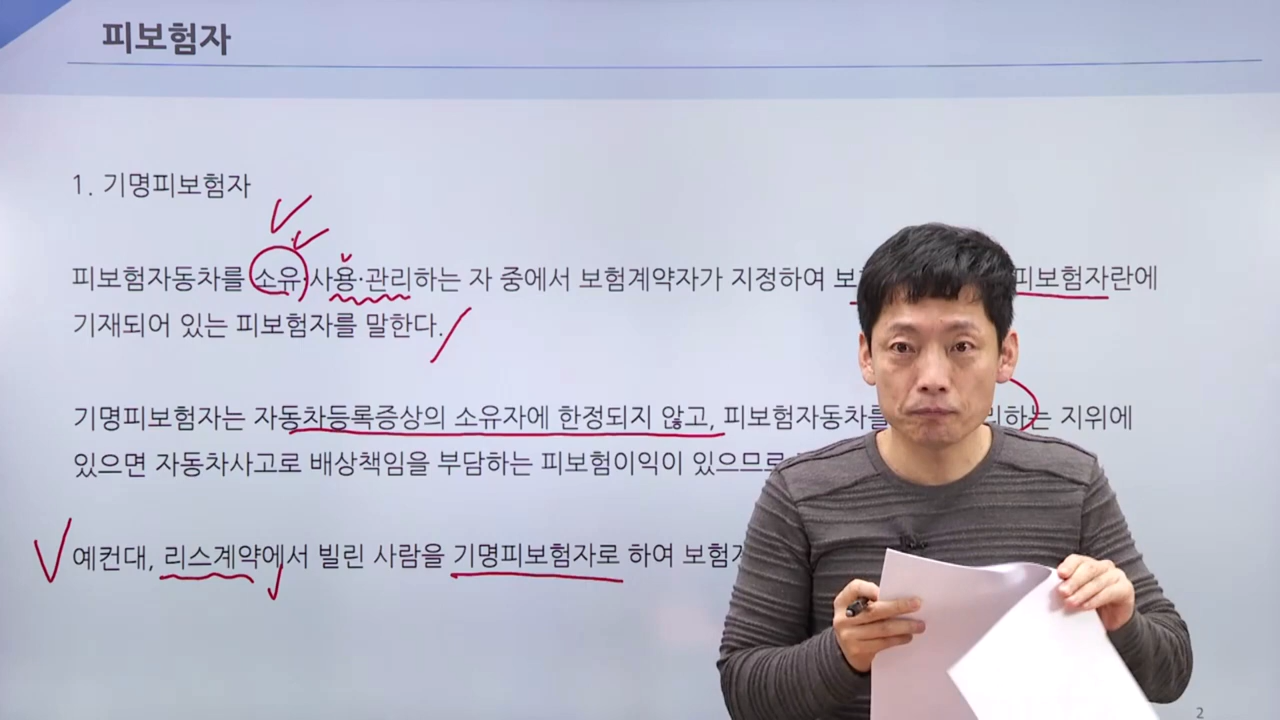 피보험자
1. 기명피보험자
피보험자동차를 소유·사용·관리하는 자 중에서 보험계약자가 지정하여 피보험자란에
기재되어 있는 피보험자를 말한다.
기명피보험자는 자동차등록증상의 소유자에 한정되지 않고, 피보험자동차를 하는 지위에
있으면 자동차사고로 배상책임을 부담하는 피보험이익이 있으므로
예컨대, 리스계약에서 빌린 사람을 기명피보험자로 하여
2